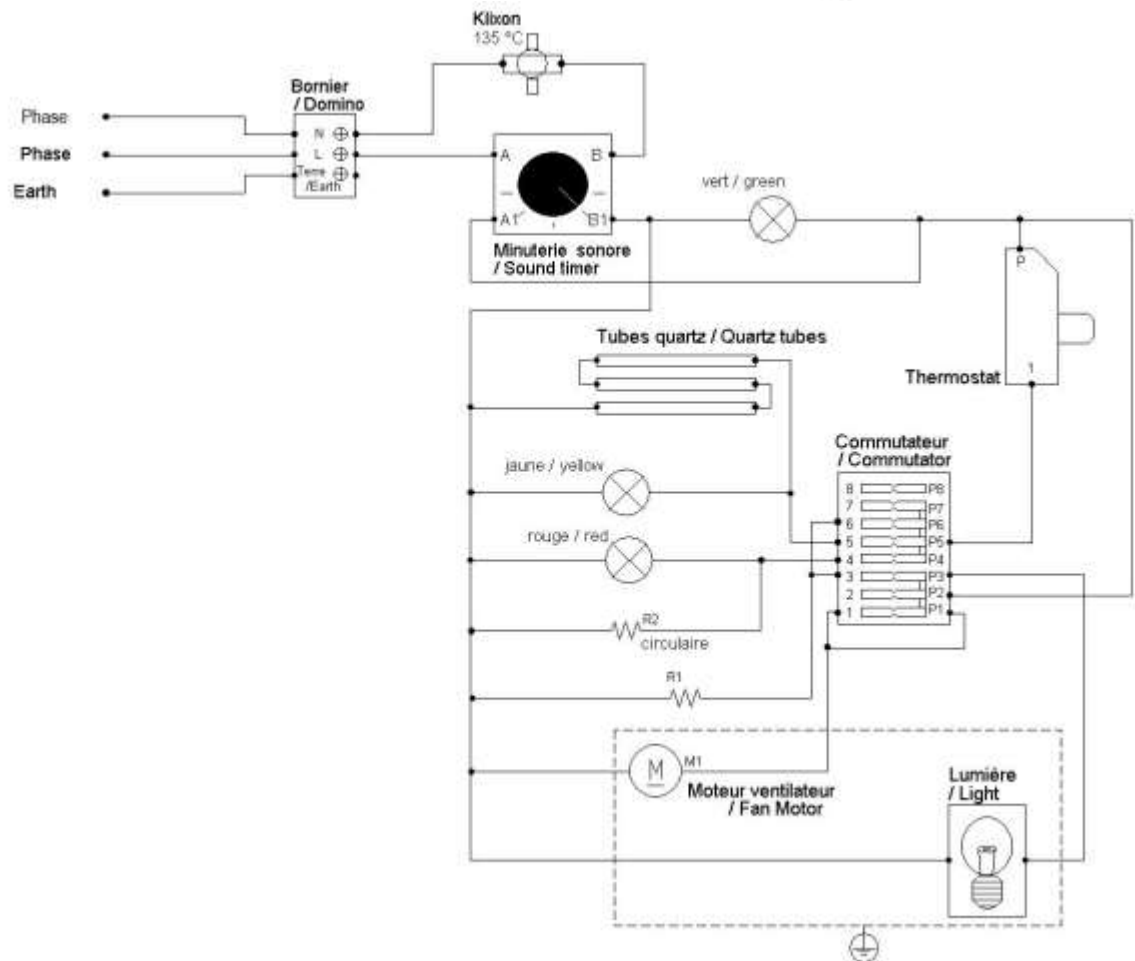 Klixon
135 °C
Bornier
/ Domino
Phase
Phase
Earth
N
L
Terre
/Earth
A
B
A1
B1
Minuterie sonore
/ Sound timer
vert / green
P
1
Thermostat
Tubes quartz / Quartz tubes
Commutateur
/ Commutator
jaune / yellow
rouge / red
8 P8
7 P7
6 P6
5 P5
4 P4
3 P3
2 P2
1 P1
R2
circulaire
R1
M
M1
Moteur ventilateur
/ Fan Motor
Lumière
/ Light